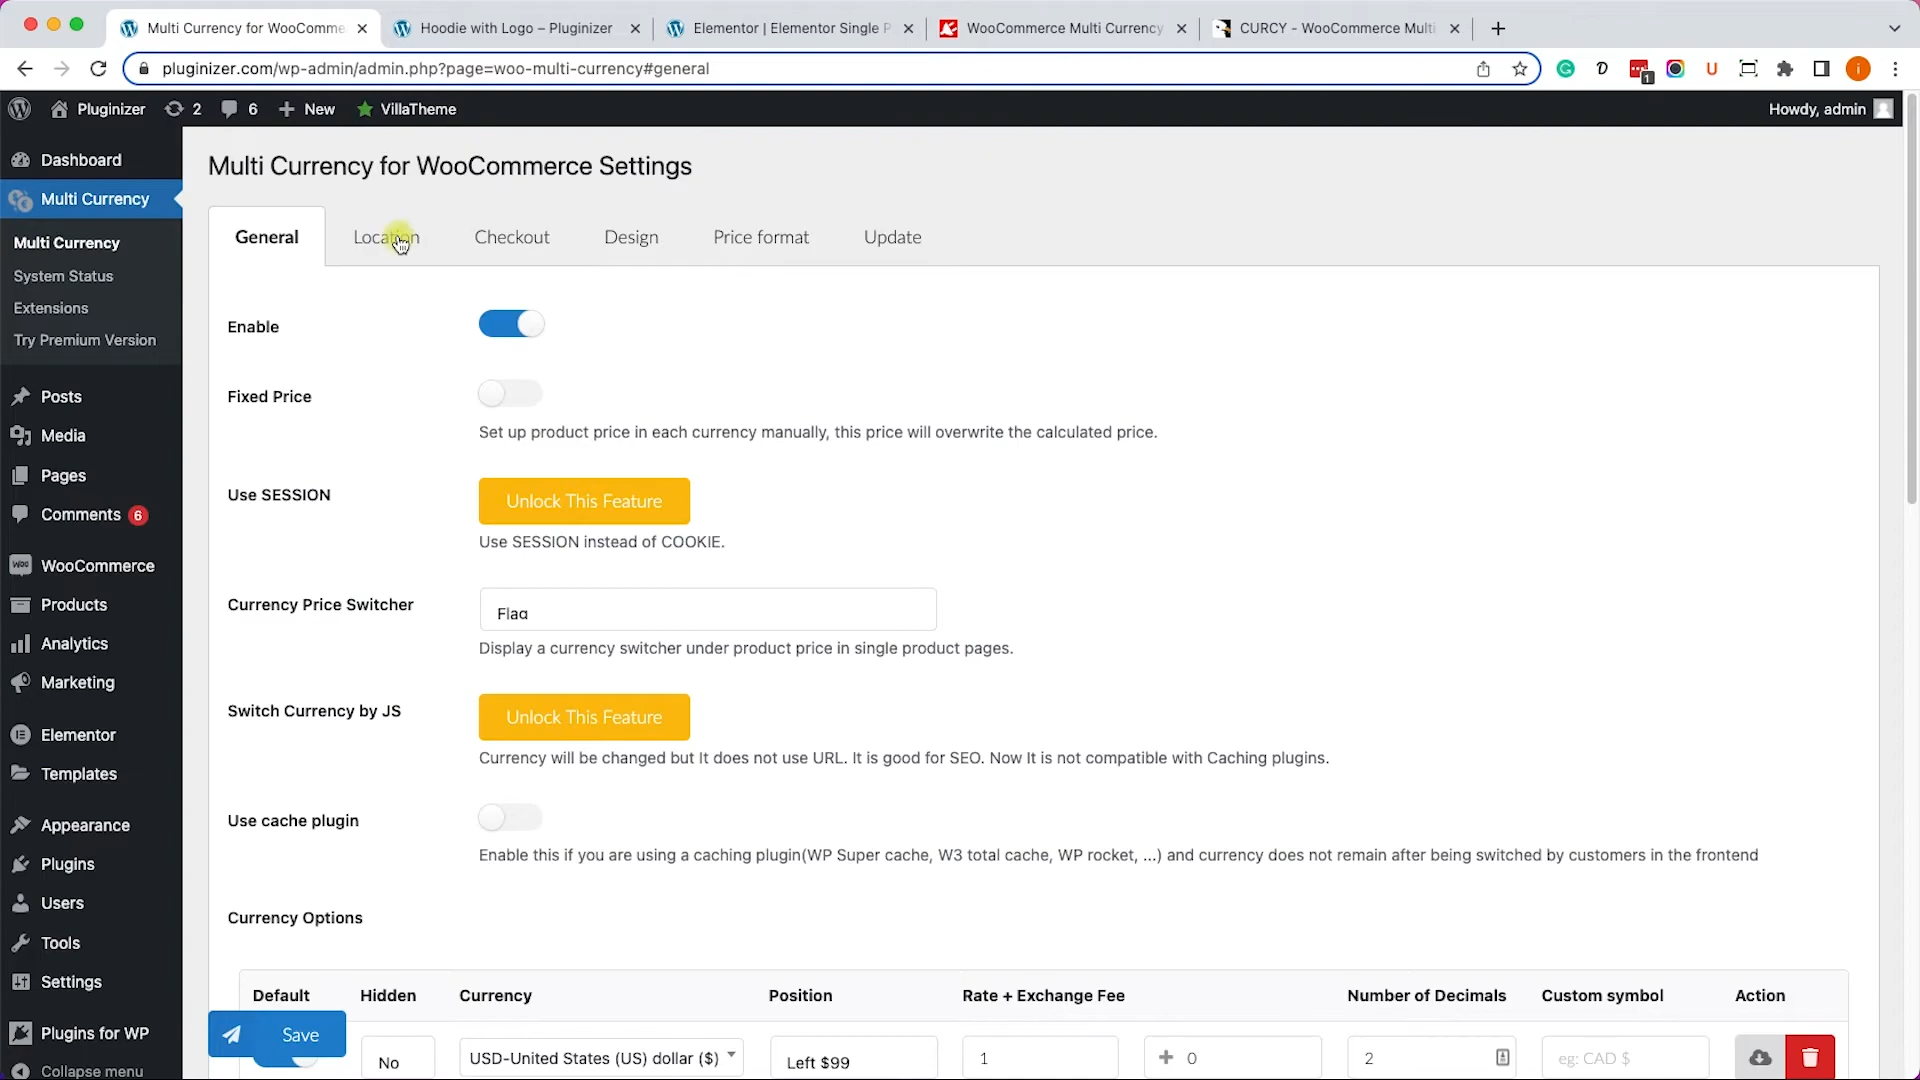 Multi Currency for WooComme
Hoodie with Logo – Pluginizer
Elementor | Elementor Single P
WooCommerce Multi Currency
CURCY - WooCommerce Multi
pluginizer.com/wp-admin/admin.php?page=woo-multi-currency#general
1
i
Pluginizer
2
6
New
VillaTheme
Howdy, admin
Dashboard
Multi Currency
Multi Currency
System Status
Extensions
Try Premium Version
Posts
Media
Pages
Comments 6
WooCommerce
Products
Analytics
Marketing
Elementor
Templates
Appearance
Plugins
Users
Tools
Settings
Plugins for WP
Collapse menu
Multi Currency for WooCommerce Settings
General
Location
Checkout
Design
Price format
Update
Enable
Fixed Price
Set up product price in each currency manually, this price will overwrite the calculated price.
Use SESSION
Unlock This Feature
Use SESSION instead of COOKIE.
Currency Price Switcher
Flag
Display a currency switcher under product price in single product pages.
Switch Currency by JS
Unlock This Feature
Currency will be changed but It does not use URL. It is good for SEO. Now It is not compatible with Caching plugins.
Use cache plugin
Enable this if you are using a caching plugin(WP Super cache, W3 total cache, WP rocket, ...) and currency does not remain after being switched by customers in the frontend
Currency Options
Default
Hidden
Currency
Position
Rate + Exchange Fee
Number of Decimals
Custom symbol
Action
Save
No
USD-United States (US) dollar ($)
Left $99
1
+ 0
2
eg: CAD $